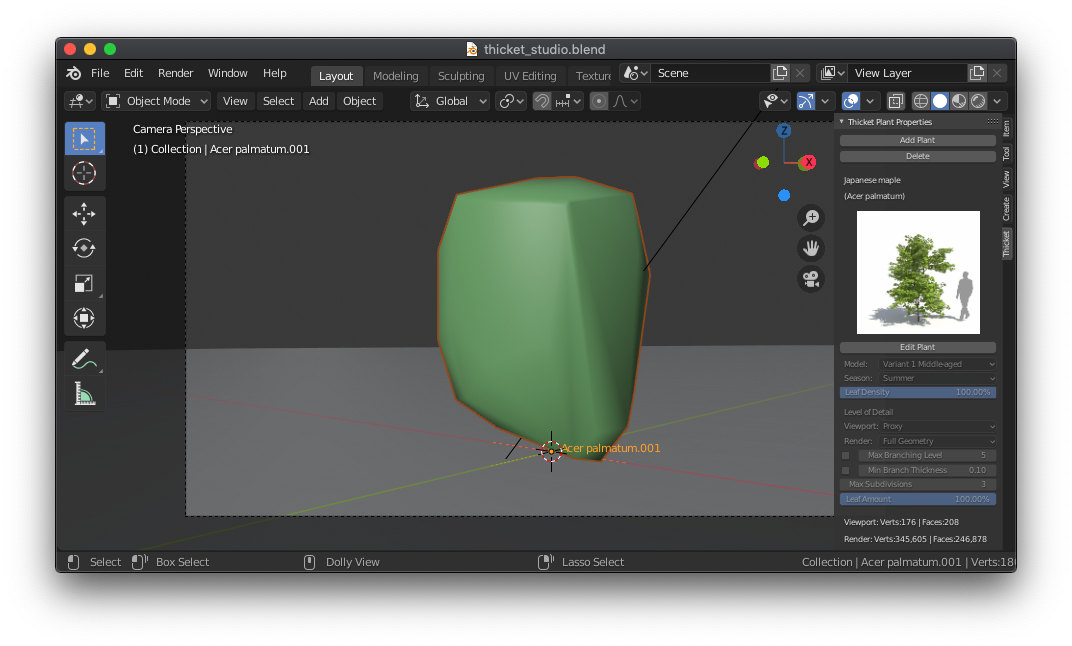 thicket_studio.blend
File Edit Render Window Help Layout Modeling Sculpting UV Editing Texture Scene View Layer
Object Mode View Select Add Object Global
Camera Perspective
(1) Collection | Acer palmatum.001
Z
X
Acer palmatum.001
Thicket Plant Properties
Add Plant
Delete
Japanese maple
(Acer palmatum)
Edit Plant
Model: Variant 1 Middle-aged
Season: Summer
Leaf Density 100.00%
Level of Detail
Viewport: Proxy
Render: Full Geometry
Max Branching Level 5
Min Branch Thickness 0.10
Max Subdivisions 3
Leaf Amount 100.00%
Viewport: Verts:176 | Faces:208
Render: Verts:345,605 | Faces:246,878
Item
Tool
View
Create
Thicket
Select Box Select Dolly View Lasso Select Collection | Acer palmatum.001 | Verts:18